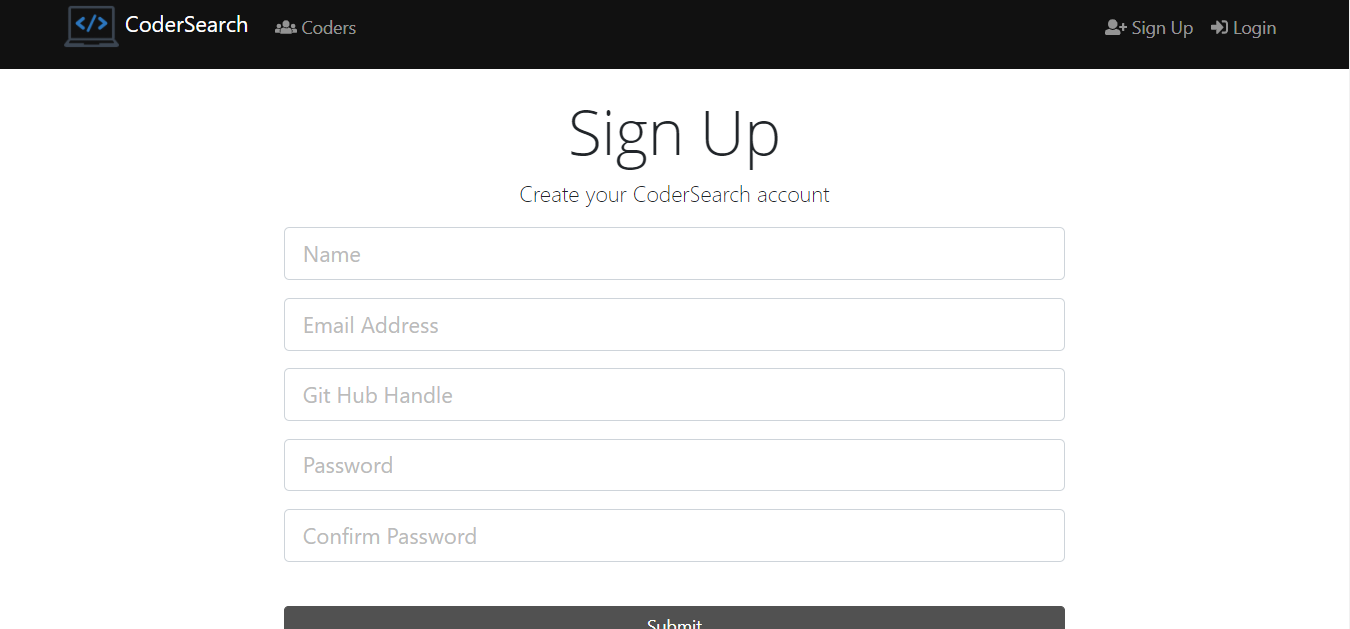 </> CoderSearch Coders Sign Up Login
Sign Up
Create your CoderSearch account
Name
Email Address
Git Hub Handle
Password
Confirm Password
Submit